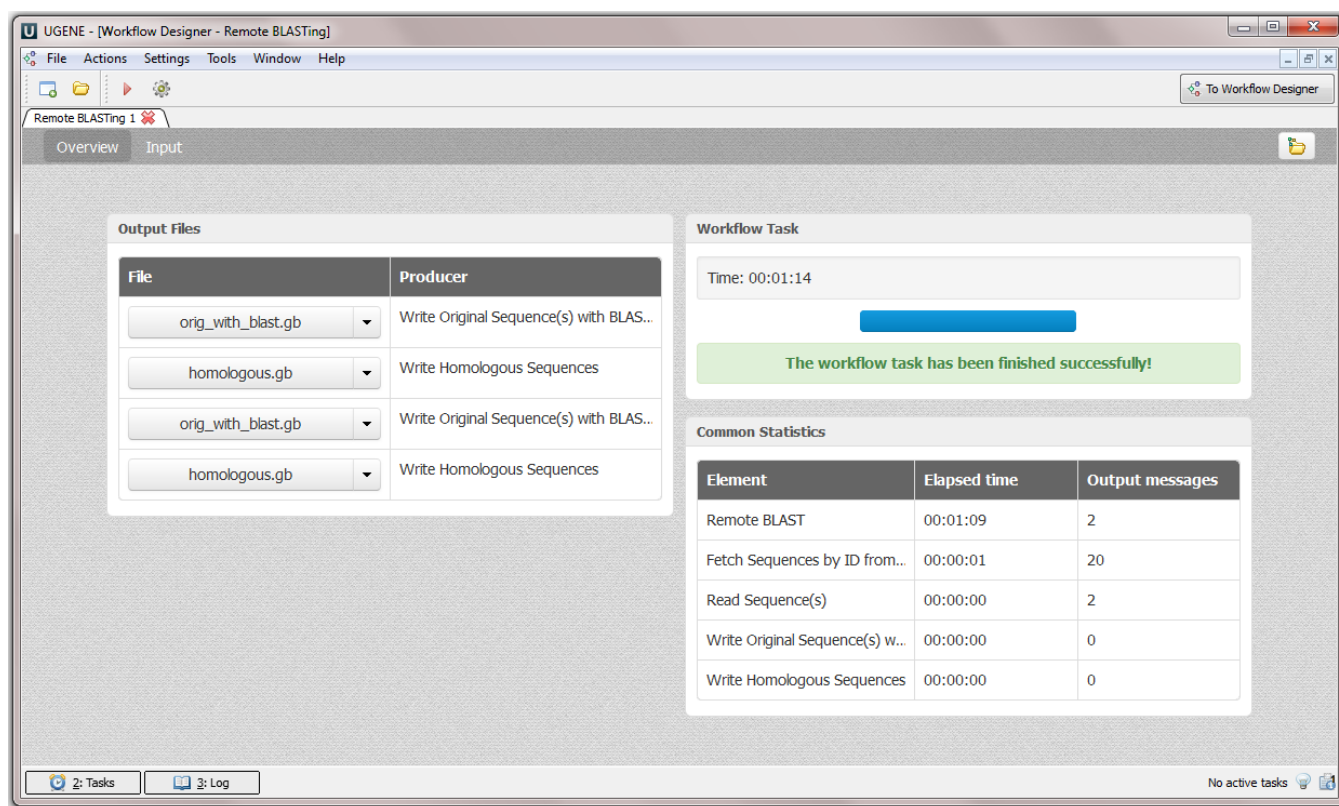 UGENE - [Workflow Designer - Remote BLASTing]
File Actions Settings Tools Window Help
To Workflow Designer
Remote BLASTing 1
Overview Input
Output Files
File Producer
orig_with_blast.gb Write Original Sequence(s) with BLAS...
homologous.gb Write Homologous Sequences
orig_with_blast.gb Write Original Sequence(s) with BLAS...
homologous.gb Write Homologous Sequences
Workflow Task
Time: 00:01:14
The workflow task has been finished successfully!
Common Statistics
Element Elapsed time Output messages
Remote BLAST 00:01:09 2
Fetch Sequences by ID from... 00:00:01 20
Read Sequence(s) 00:00:00 2
Write Original Sequence(s) w... 00:00:00 0
Write Homologous Sequences 00:00:00 0
2: Tasks 3: Log No active tasks